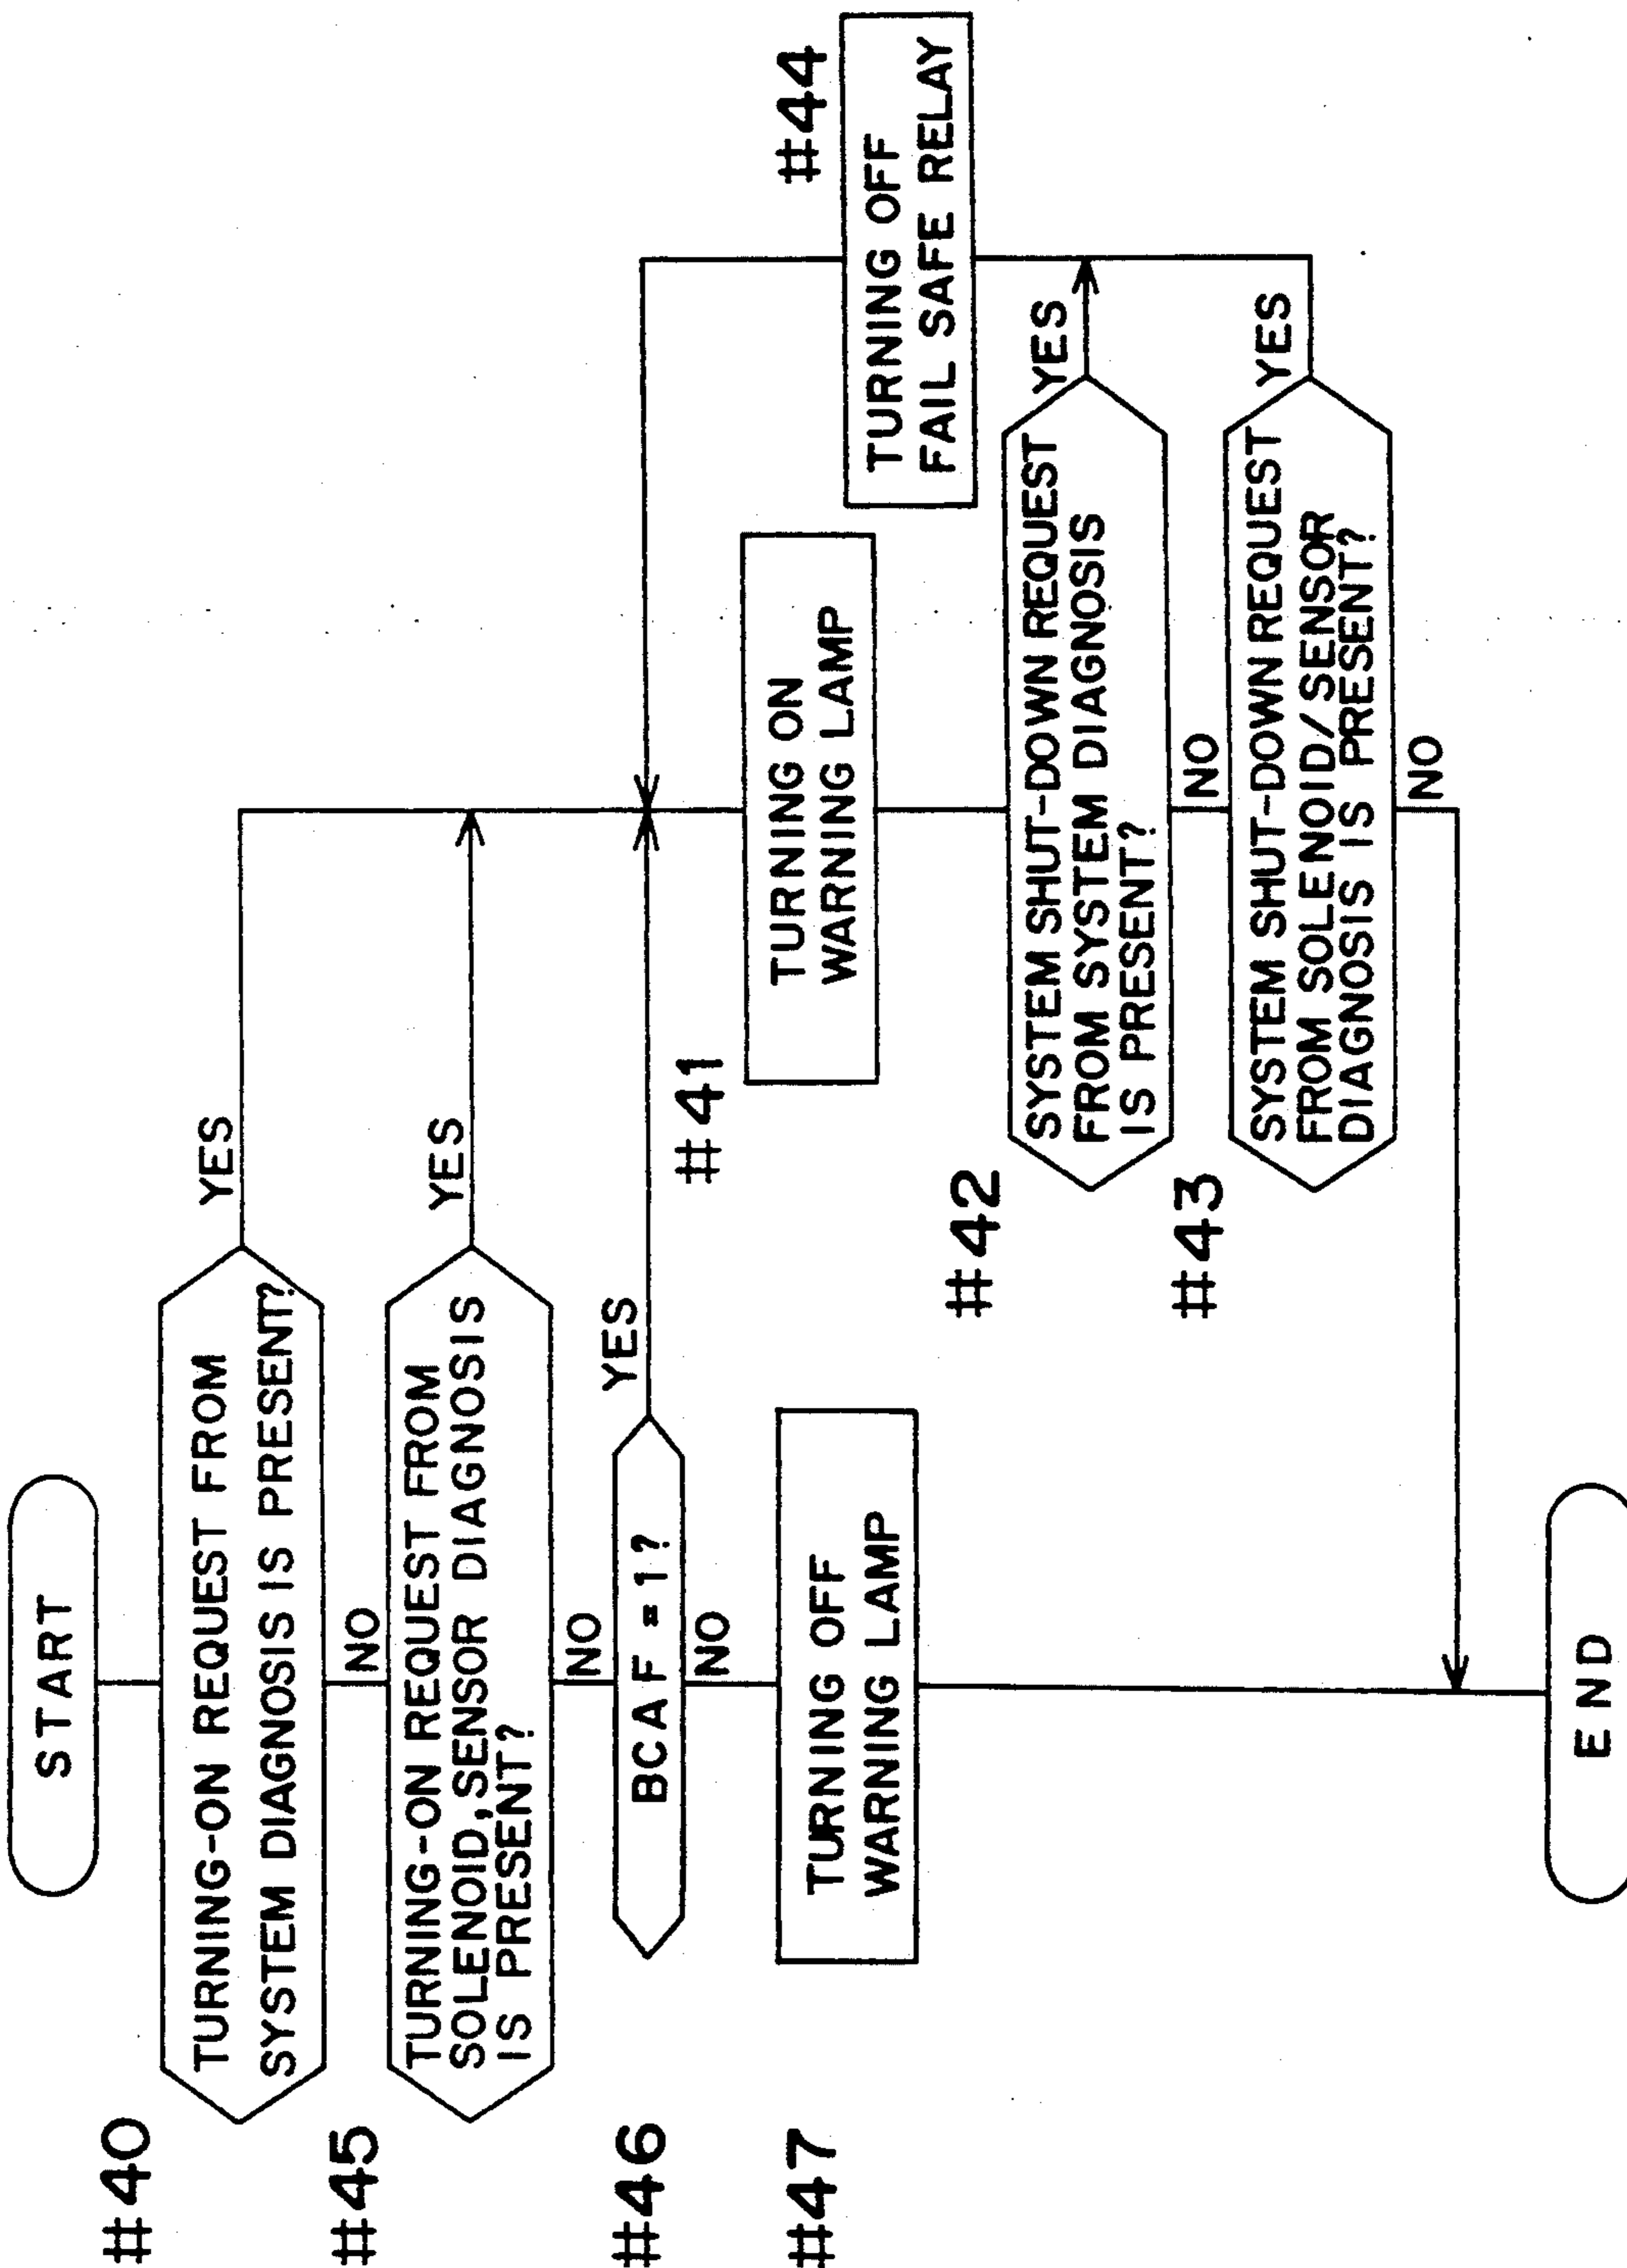 START
#40
TURNING-ON REQUEST FROM
SYSTEM DIAGNOSIS IS PRESENT?
YES
NO
#45
TURNING-ON REQUEST FROM
SOLENOID,SENSOR DIAGNOSIS
IS PRESENT?
YES
NO
#46
BCAF = 1?
YES
NO
#47
TURNING OFF
WARNING LAMP
#41
TURNING ON
WARNING LAMP
#44
TURNING OFF
FAIL SAFE RELAY
#42
SYSTEM SHUT-DOWN REQUEST
FROM SYSTEM DIAGNOSIS
IS PRESENT?
YES
NO
#43
SYSTEM SHUT-DOWN REQUEST
FROM SOLENOID/SENSOR
DIAGNOSIS IS PRESENT?
YES
NO
END